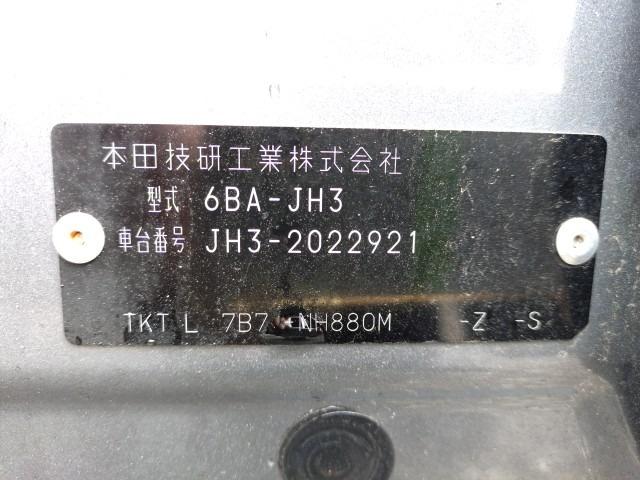 本田技研工業株式会社
型式 6BA-JH3
車台番号 JH3-2022921
TKT L 7B7 NH880M -Z -S